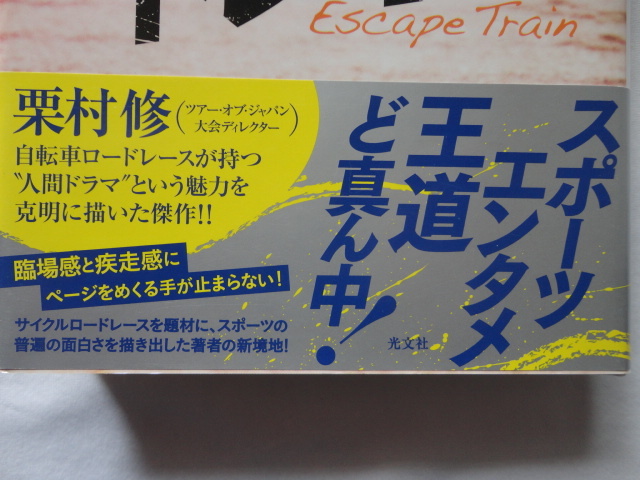 Escape Train
栗村修
(ツアー・オブ・ジャパン
大会ディレクター)
自転車ロードレースが持つ
〝人間ドラマ〟という魅力を
克明に描いた傑作!!
臨場感と疾走感に
ページをめくる手が止まらない!
サイクルロードレースを題材に、スポーツの
普遍の面白さを描き出した著者の新境地!
スポーツ
エンタメ
王道
ど真ん中!
光文社